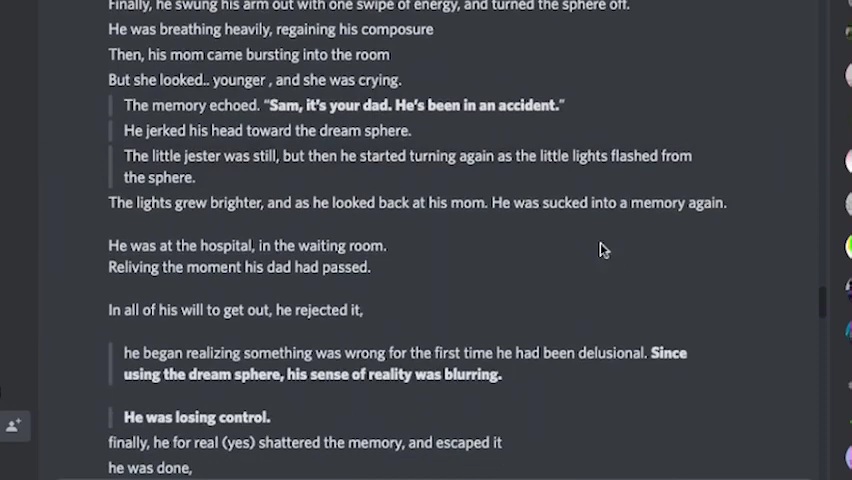 Finally, he swung his arm out with one swipe of energy, and turned the sphere off.
He was breathing heavily, regaining his composure
Then, his mom came bursting into the room
But she looked.. younger , and she was crying.
The memory echoed. “Sam, it’s your dad. He’s been in an accident.”
He jerked his head toward the dream sphere.
The little jester was still, but then he started turning again as the little lights flashed from
the sphere.
The lights grew brighter, and as he looked back at his mom. He was sucked into a memory again.
He was at the hospital, in the waiting room.
Reliving the moment his dad had passed.
In all of his will to get out, he rejected it,
he began realizing something was wrong for the first time he had been delusional. Since
using the dream sphere, his sense of reality was blurring.
He was losing control.
finally, he for real (yes) shattered the memory, and escaped it
he was done,